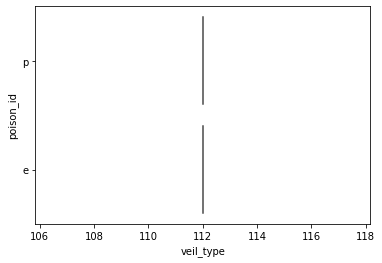 p
e
poison_id
106 108 110 112 114 116 118
veil_type